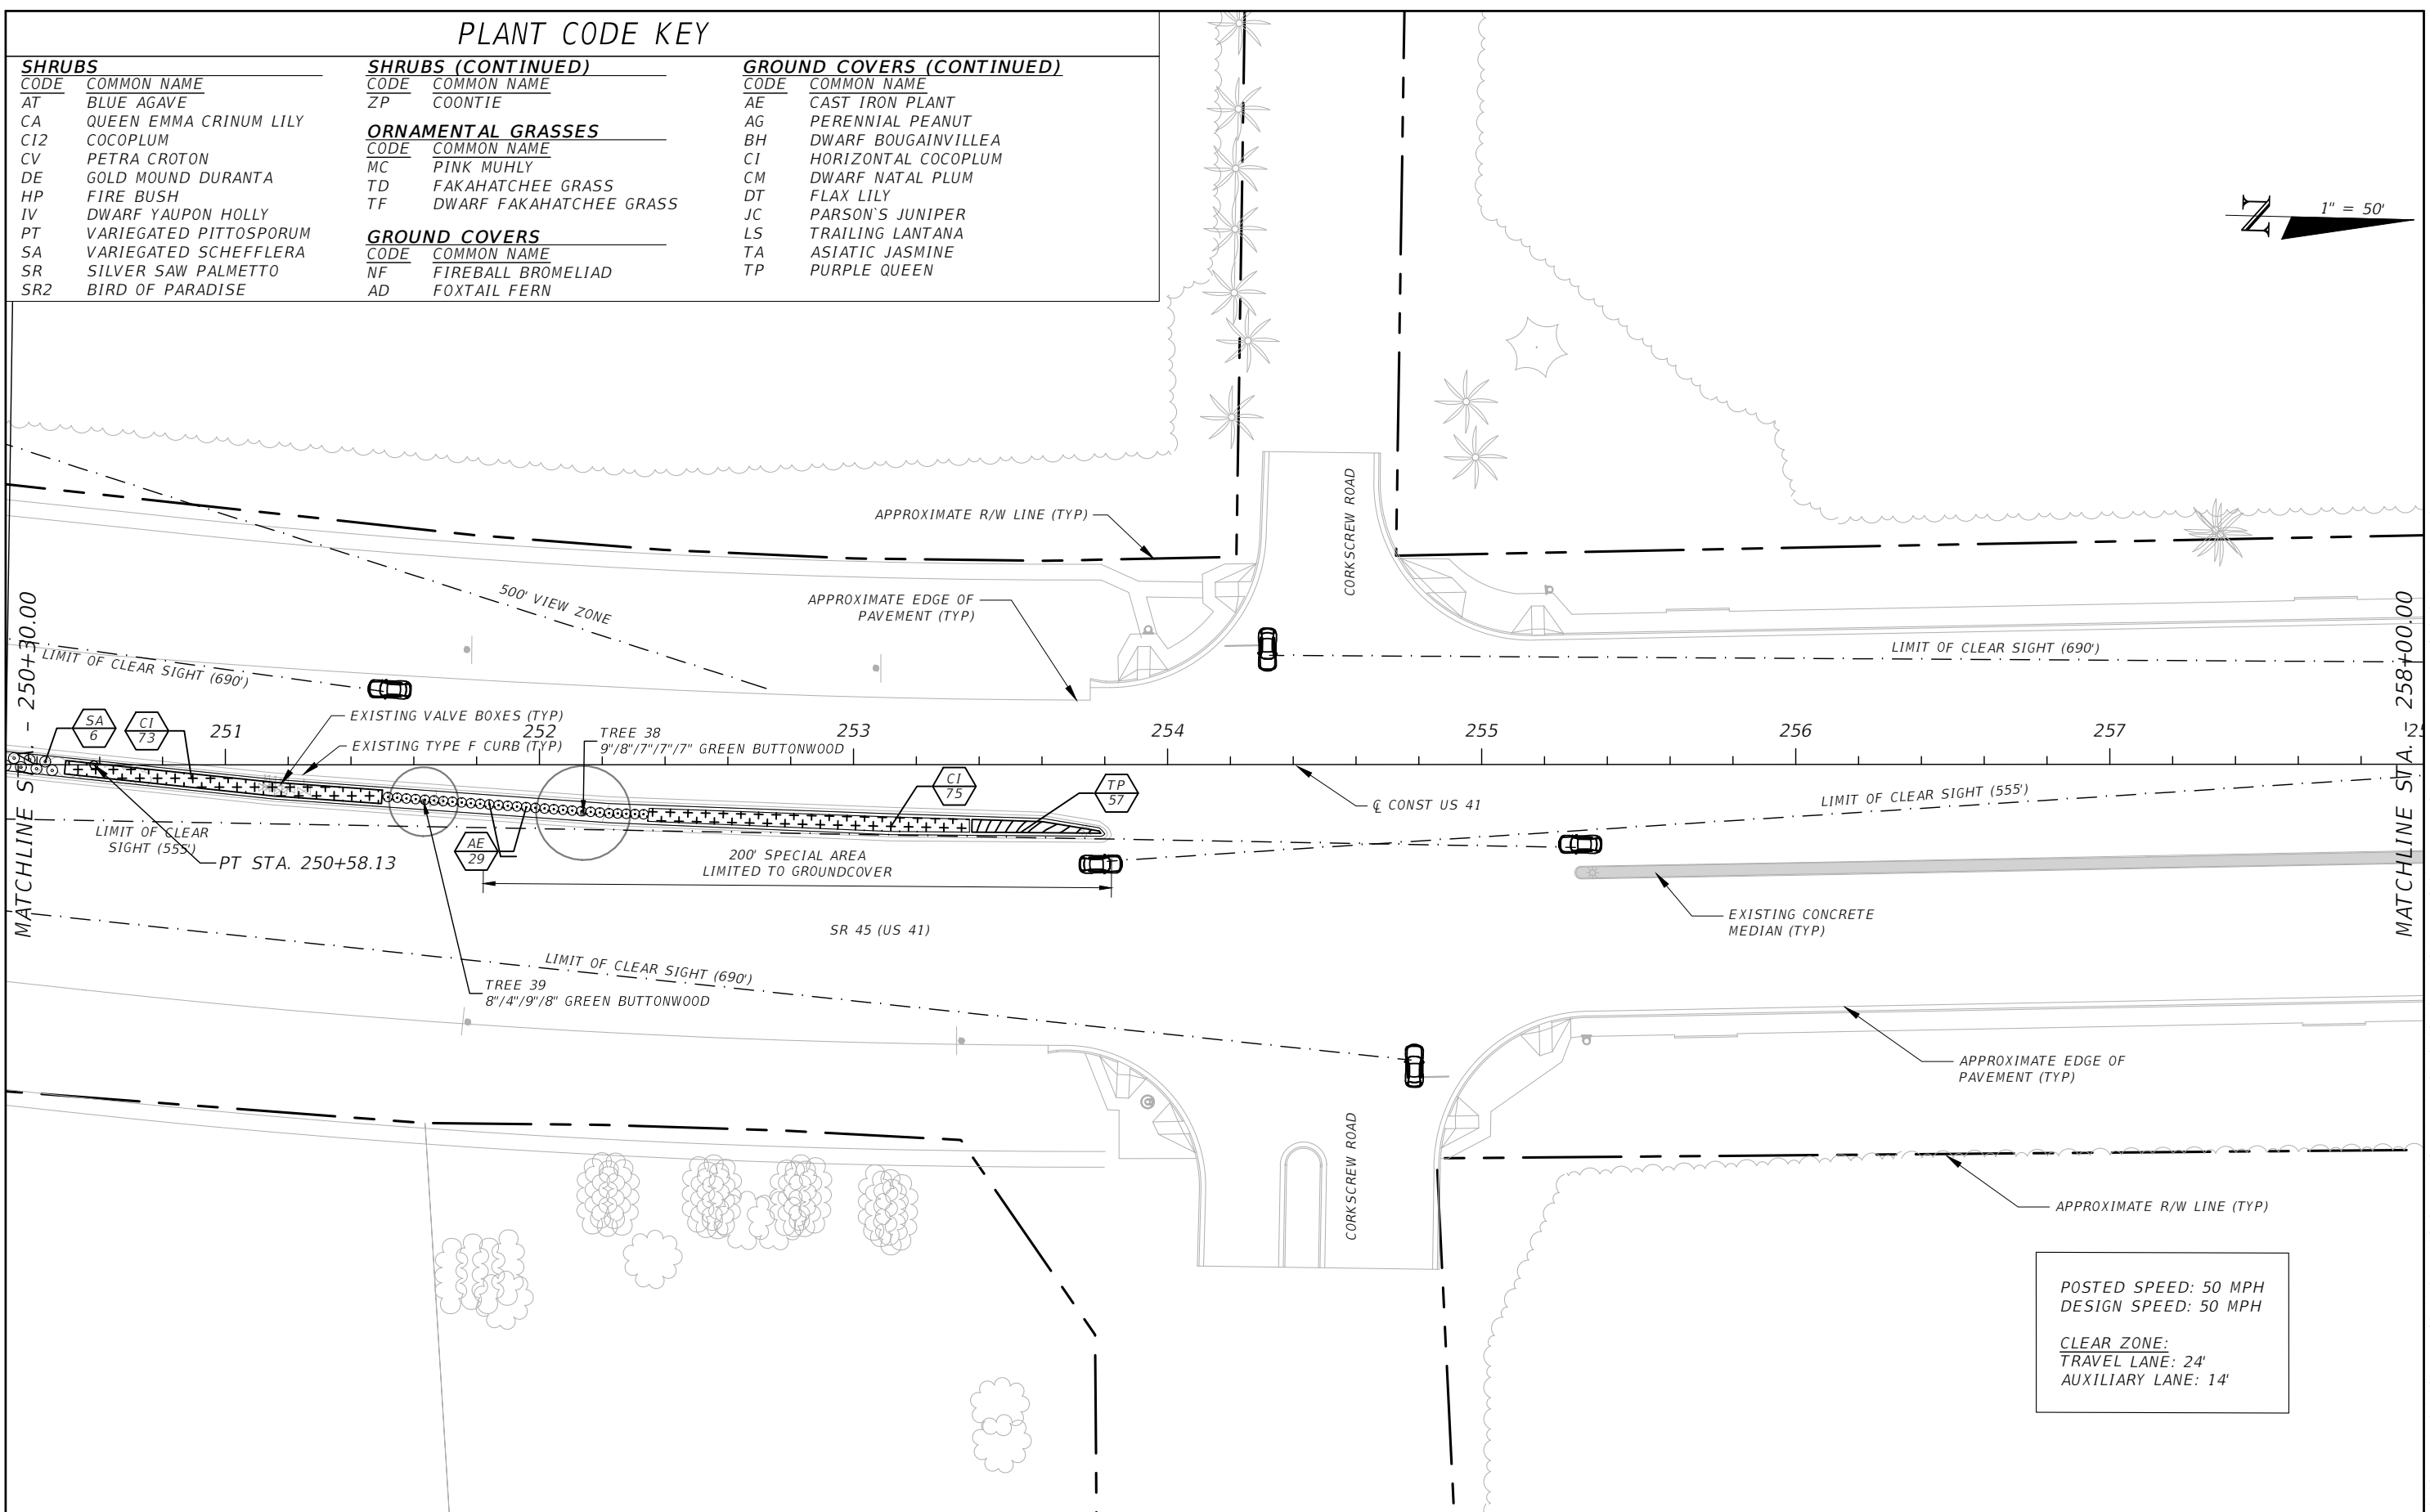 PLANT CODE KEY
SHRUBS
CODE COMMON NAME
AT BLUE AGAVE
CA QUEEN EMMA CRINUM LILY
CI2 COCOPLUM
CV PETRA CROTON
DE GOLD MOUND DURANTA
HP FIRE BUSH
IV DWARF YAUPON HOLLY
PT VARIEGATED PITTOSPORUM
SA VARIEGATED SCHEFFLERA
SR SILVER SAW PALMETTO
SR2 BIRD OF PARADISE
SHRUBS (CONTINUED)
CODE COMMON NAME
ZP COONTIE
ORNAMENTAL GRASSES
CODE COMMON NAME
MC PINK MUHLY
TD FAKAHATCHEE GRASS
TF DWARF FAKAHATCHEE GRASS
GROUND COVERS
CODE COMMON NAME
NF FIREBALL BROMELIAD
AD FOXTAIL FERN
GROUND COVERS (CONTINUED)
CODE COMMON NAME
AE CAST IRON PLANT
AG PERENNIAL PEANUT
BH DWARF BOUGAINVILLEA
CI HORIZONTAL COCOPLUM
CM DWARF NATAL PLUM
DT FLAX LILY
JC PARSON`S JUNIPER
LS TRAILING LANTANA
TA ASIATIC JASMINE
TP PURPLE QUEEN
N
1" = 50'
APPROXIMATE R/W LINE (TYP)
CORKSCREW ROAD
500' VIEW ZONE
APPROXIMATE EDGE OF
PAVEMENT (TYP)
MATCHLINE STA. - 250+30.00
LIMIT OF CLEAR SIGHT (690')
LIMIT OF CLEAR SIGHT (690')
MATCHLINE STA. - 258+00.00
SA
6
CI
73
251
EXISTING VALVE BOXES (TYP)
EXISTING TYPE F CURB (TYP)
252
TREE 38
9"/8"/7"/7"/7" GREEN BUTTONWOOD
253
254
255
256
257
25
CI
75
TP
57
℄ CONST US 41
LIMIT OF CLEAR SIGHT (555')
LIMIT OF CLEAR
SIGHT (555')
PT STA. 250+58.13
AE
29
200' SPECIAL AREA
LIMITED TO GROUNDCOVER
EXISTING CONCRETE
MEDIAN (TYP)
SR 45 (US 41)
LIMIT OF CLEAR SIGHT (690')
TREE 39
8"/4"/9"/8" GREEN BUTTONWOOD
APPROXIMATE EDGE OF
PAVEMENT (TYP)
CORKSCREW ROAD
APPROXIMATE R/W LINE (TYP)
POSTED SPEED: 50 MPH
DESIGN SPEED: 50 MPH
CLEAR ZONE:
TRAVEL LANE: 24'
AUXILIARY LANE: 14'